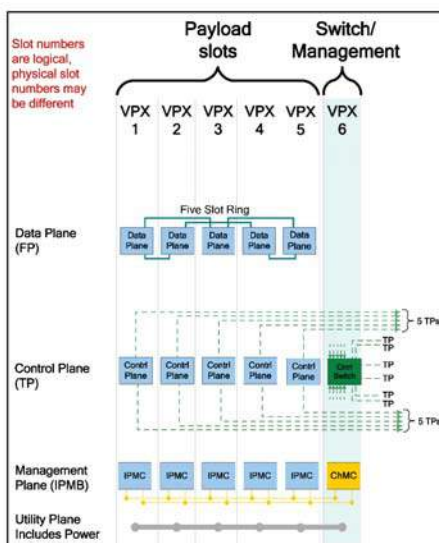 Slot numbers
are logical,
physical slot
numbers may
be different
Payload
slots
Switch/
Management
VPX
1
VPX
2
VPX
3
VPX
4
VPX
5
VPX
6
Five Slot Ring
Data Plane
(FP)
Data
Plane
Data
Plane
Data
Plane
Data
Plane
Data
Plane
5 TPs
Control Plane
(TP)
Contrl
Plane
Contrl
Plane
Contrl
Plane
Contrl
Plane
Contrl
Plane
Cntrl
Switch
TP
TP
TP
TP
TP
TP
5 TPs
Management
Plane (IPMB)
IPMC
IPMC
IPMC
IPMC
IPMC
ChMC
Utility Plane
Includes Power